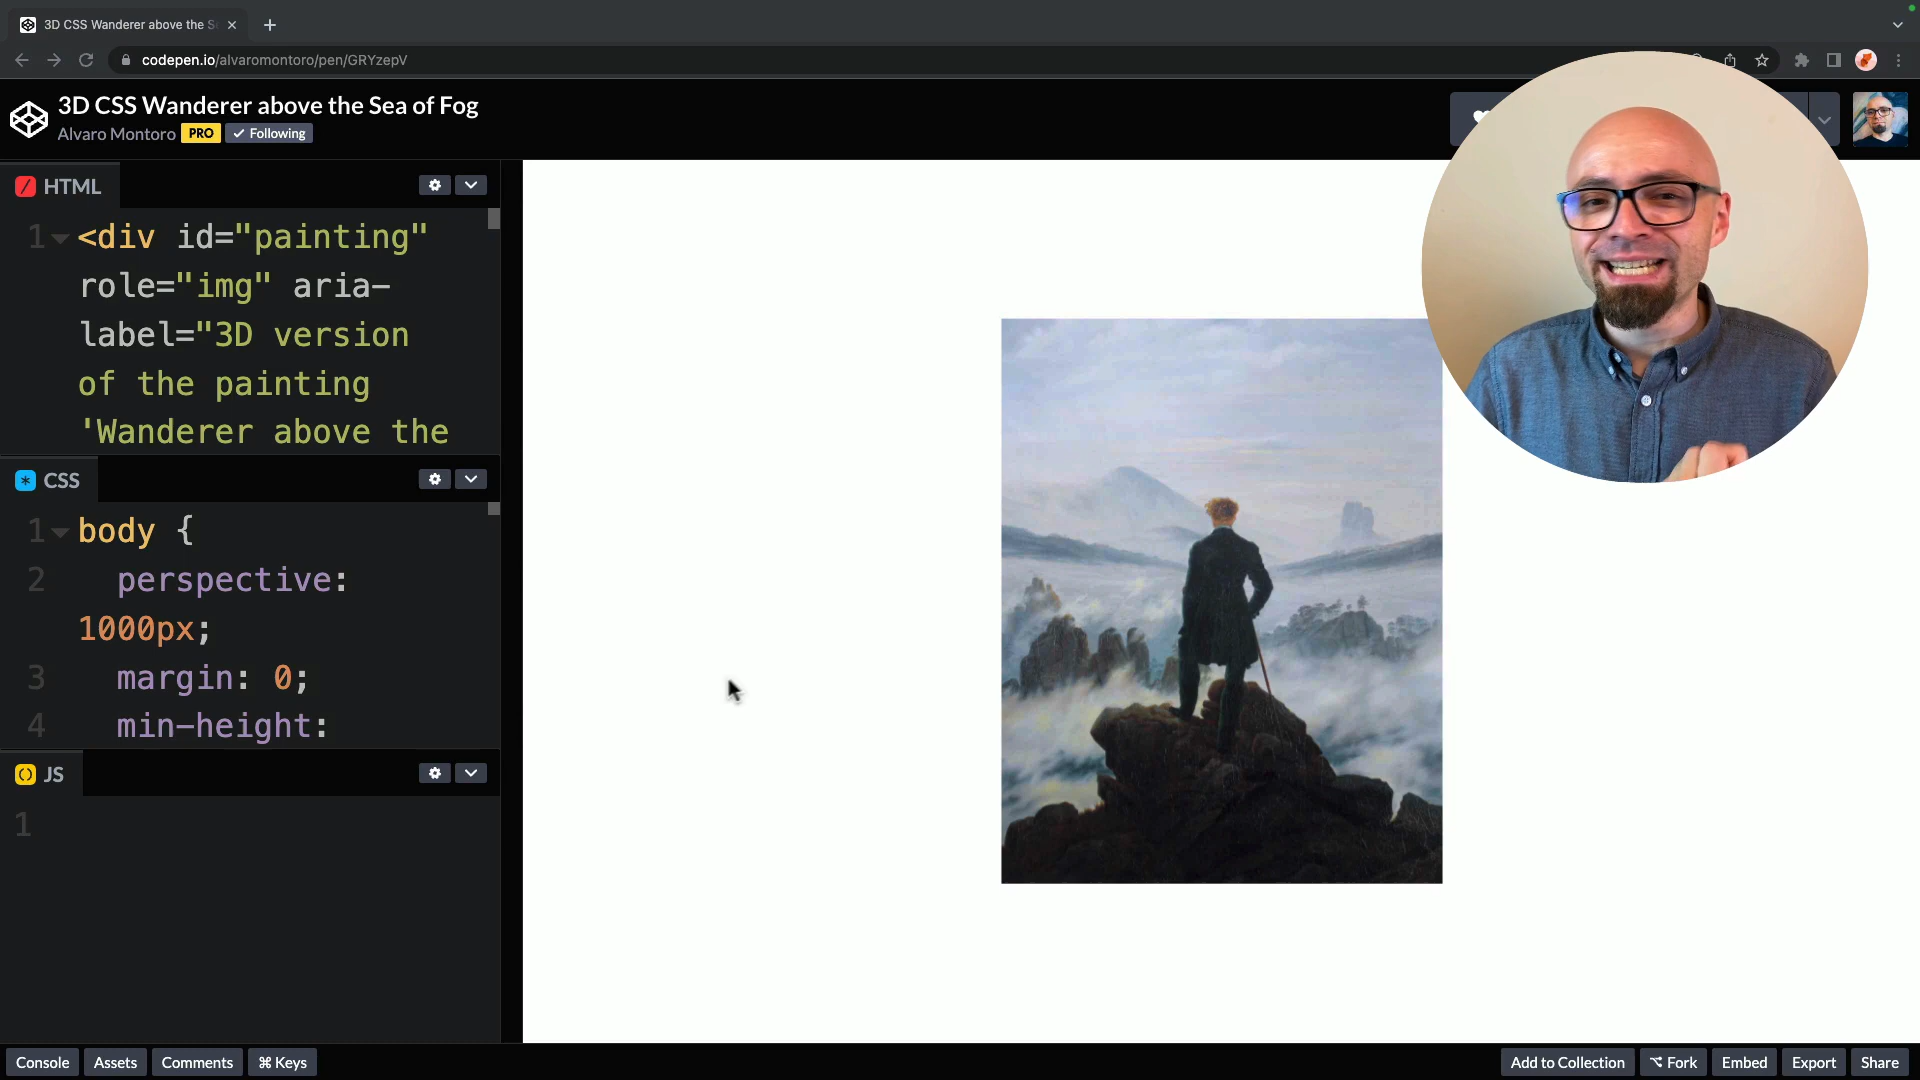 3D CSS Wanderer above the S
codepen.io/alvaromontoro/pen/GRYzepV
3D CSS Wanderer above the Sea of Fog
Alvaro Montoro PRO ✓ Following
HTML
1 <div id="painting"
role="img" aria-
label="3D version
of the painting
'Wanderer above the
CSS
1 body {
2 perspective:
1000px;
3 margin: 0;
4 min-height:
JS
1
Console Assets Comments ⌘ Keys
Add to Collection Fork Embed Export Share